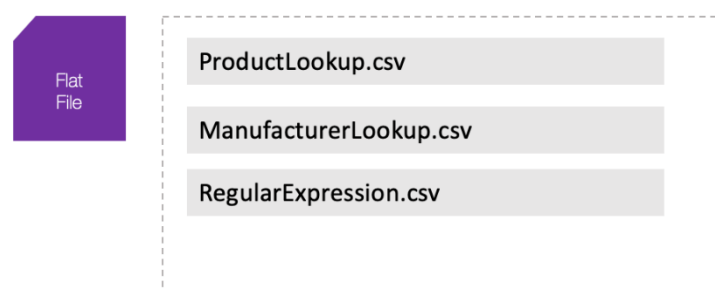 Flat
File
ProductLookup.csv
ManufacturerLookup.csv
RegularExpression.csv